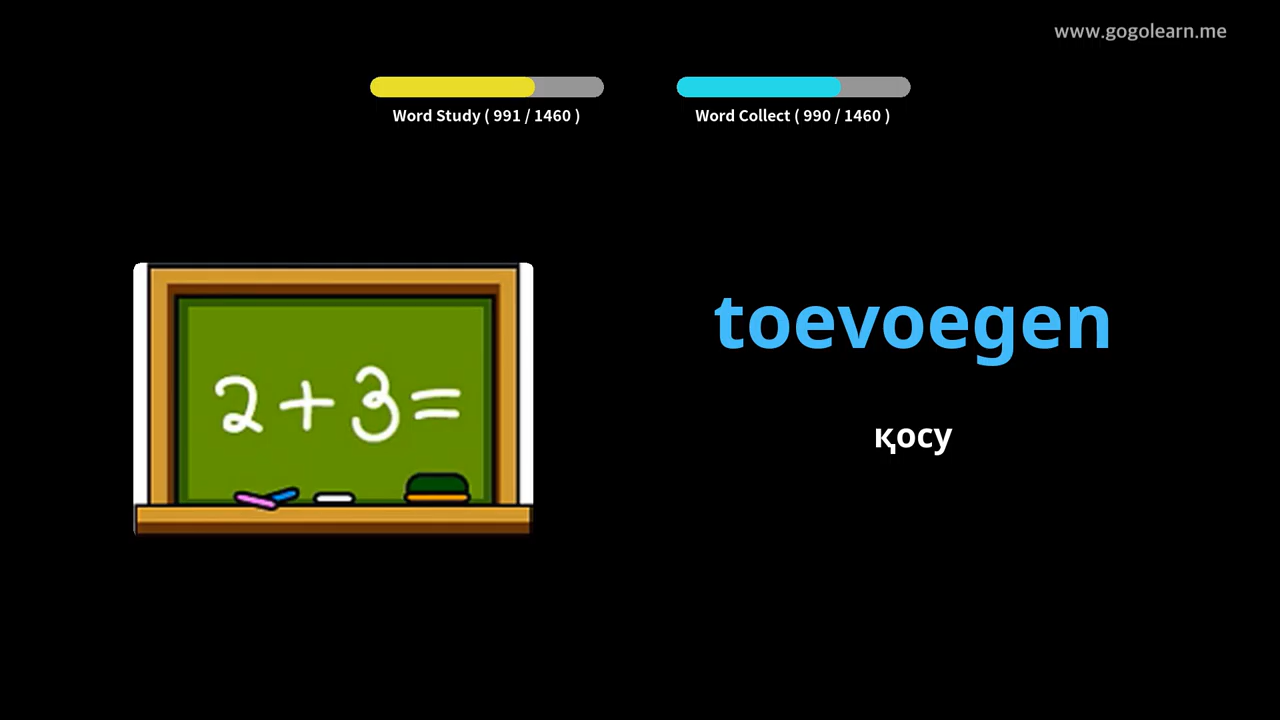 www.gogolearn.me
Word Study ( 991 / 1460 )
Word Collect ( 990 / 1460 )
2+3=
toevoegen
қосу